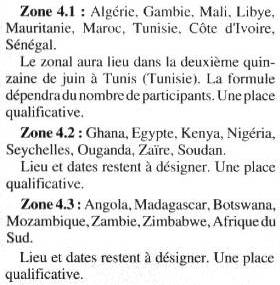 Zone 4.1 : Algérie, Gambie, Mali, Libye,
Mauritanie, Maroc, Tunisie, Côte d'Ivoire,
Sénégal.
Le zonal aura lieu dans la deuxième quin-
zaine de juin à Tunis (Tunisie). La formule
dépendra du nombre de participants. Une place
qualificative.
Zone 4.2 : Ghana, Egypte, Kenya, Nigéria,
Seychelles, Ouganda, Zaïre, Soudan.
Lieu et dates restent à désigner. Une place
qualificative.
Zone 4.3 : Angola, Madagascar, Botswana,
Mozambique, Zambie, Zimbabwe, Afrique du
Sud.
Lieu et dates restent à désigner. Une place
qualificative.